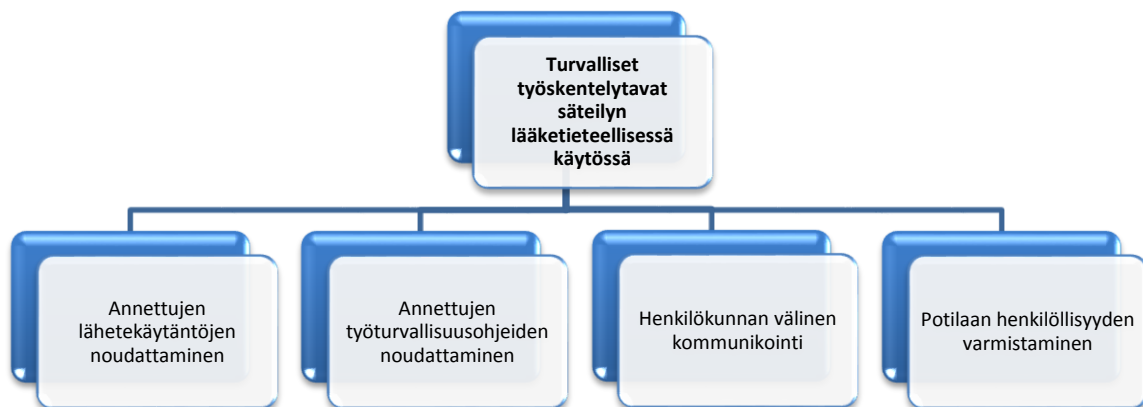 Turvalliset
työskentelytavat
säteilyn
lääketieteellisessä
käytössä
Annettujen
lähetekäytäntöjen
noudattaminen
Annettujen
työturvallisuusohjeiden
noudattaminen
Henkilökunnan välinen
kommunikointi
Potilaan henkilöllisyyden
varmistaminen